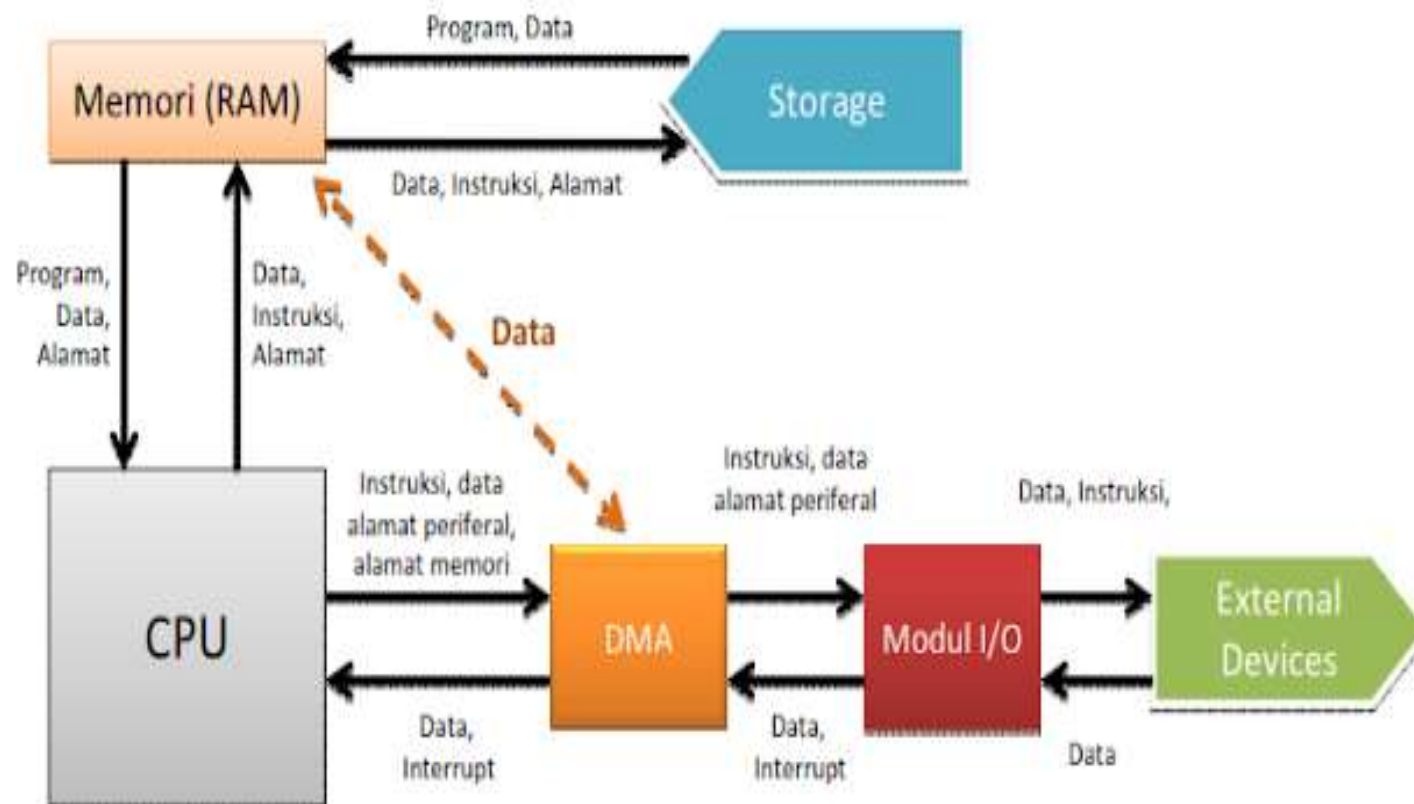 Program, Data
Memori (RAM)
Storage
Data, Instruksi, Alamat
Program,
Data,
Alamat
Data,
Instruksi,
Alamat
Data
Instruksi, data
alamat periferal,
alamat memori
Instruksi, data
alamat periferal
Data, Instruksi,
CPU
DMA
Modul I/O
External
Devices
Data,
Interrupt
Data,
Interrupt
Data